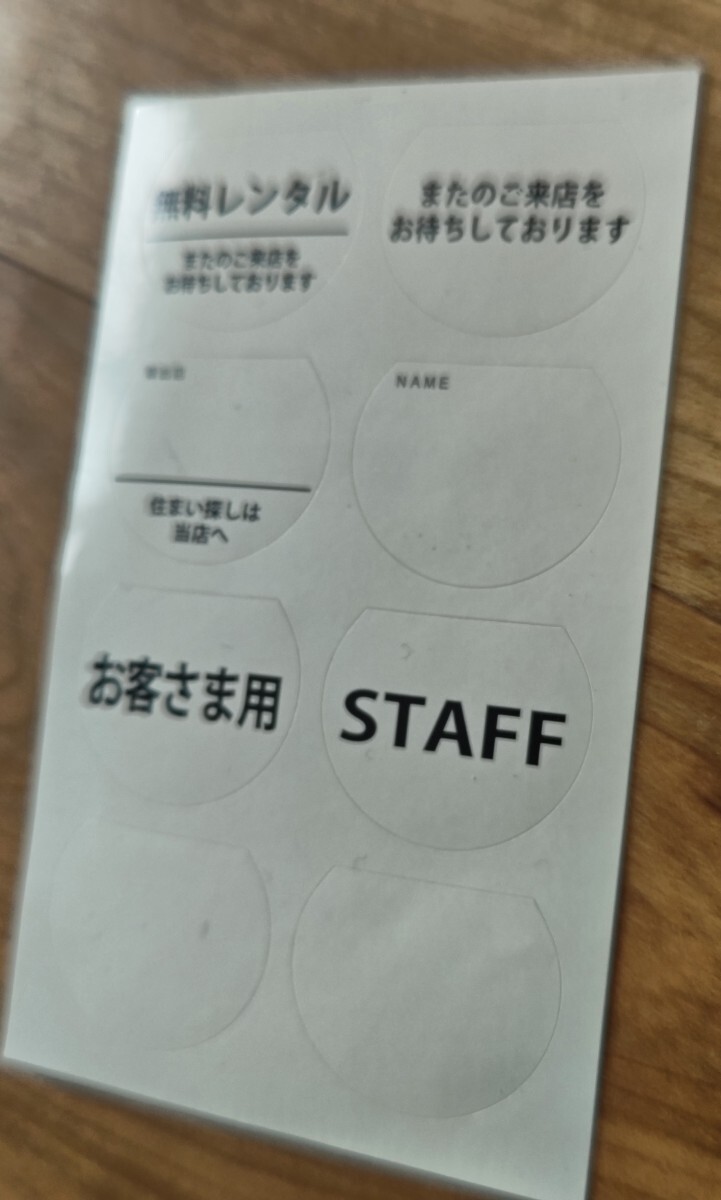 無料レンタル
またのご来店を
お待ちしております
またのご来店を
お待ちしております
NAME
住まい探しは
当店へ
お客さま用
STAFF